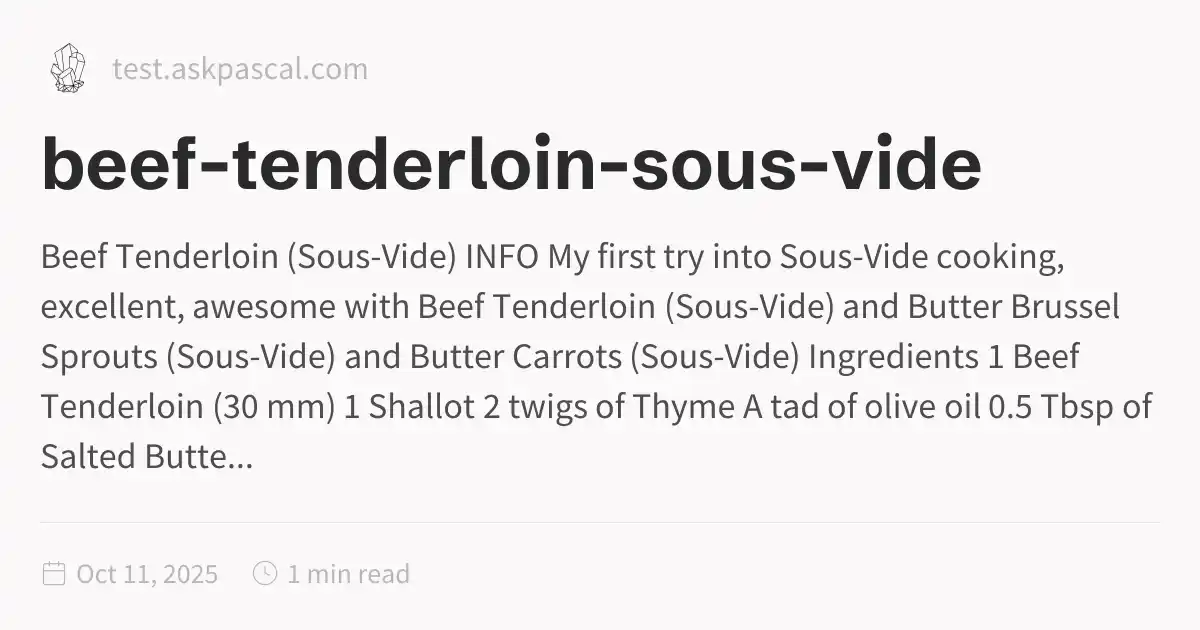 test.askpascal.com
beef-tenderloin-sous-vide
Beef Tenderloin (Sous-Vide) INFO My first try into Sous-Vide cooking,
excellent, awesome with Beef Tenderloin (Sous-Vide) and Butter Brussel
Sprouts (Sous-Vide) and Butter Carrots (Sous-Vide) Ingredients 1 Beef
Tenderloin (30 mm) 1 Shallot 2 twigs of Thyme A tad of olive oil 0.5 Tbsp of
Salted Butte...
Oct 11, 2025 1 min read